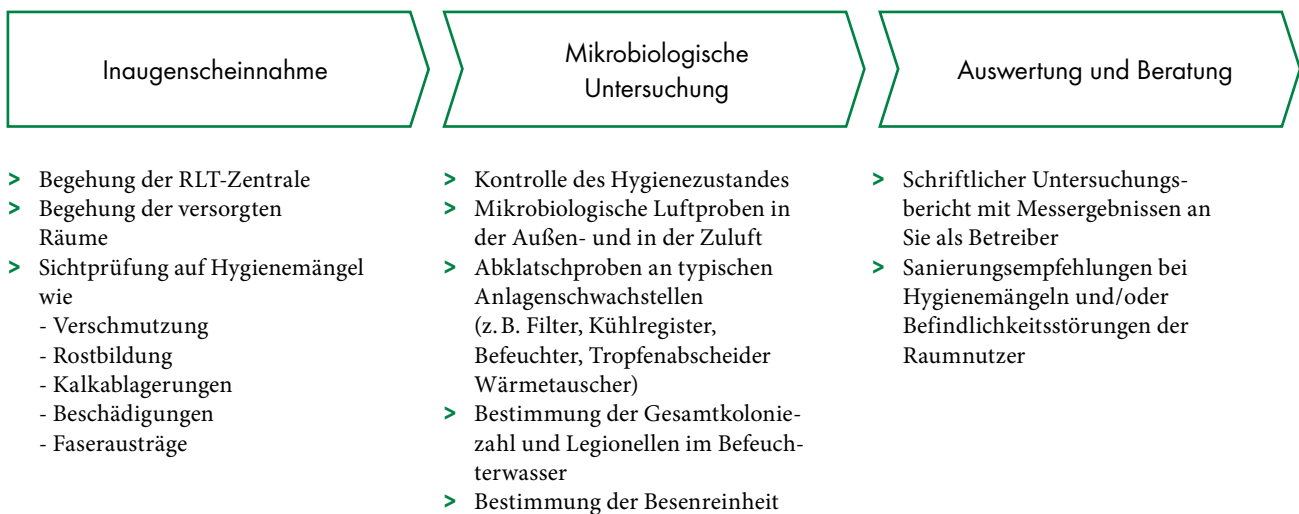 Inaugenscheinnahme
> Begehung der RLT-Zentrale
> Begehung der versorgten
Räume
> Sichtprüfung auf Hygienemängel
wie
- Verschmutzung
- Rostbildung
- Kalkablagerungen
- Beschädigungen
- Faserausträge
Mikrobiologische
Untersuchung
> Kontrolle des Hygienezustandes
> Mikrobiologische Luftproben in
der Außen- und in der Zuluft
> Abklatschproben an typischen
Anlagenschwachstellen
(z. B. Filter, Kühlregister,
Befeuchter, Tropfenabscheider
Wärmetauscher)
> Bestimmung der Gesamtkolonie-
zahl und Legionellen im Befeuch-
terwasser
> Bestimmung der Besenreinheit
Auswertung und Beratung
> Schriftlicher Untersuchungs-
bericht mit Messergebnissen an
Sie als Betreiber
> Sanierungsempfehlungen bei
Hygienemängeln und/oder
Befindlichkeitsstörungen der
Raumnutzer